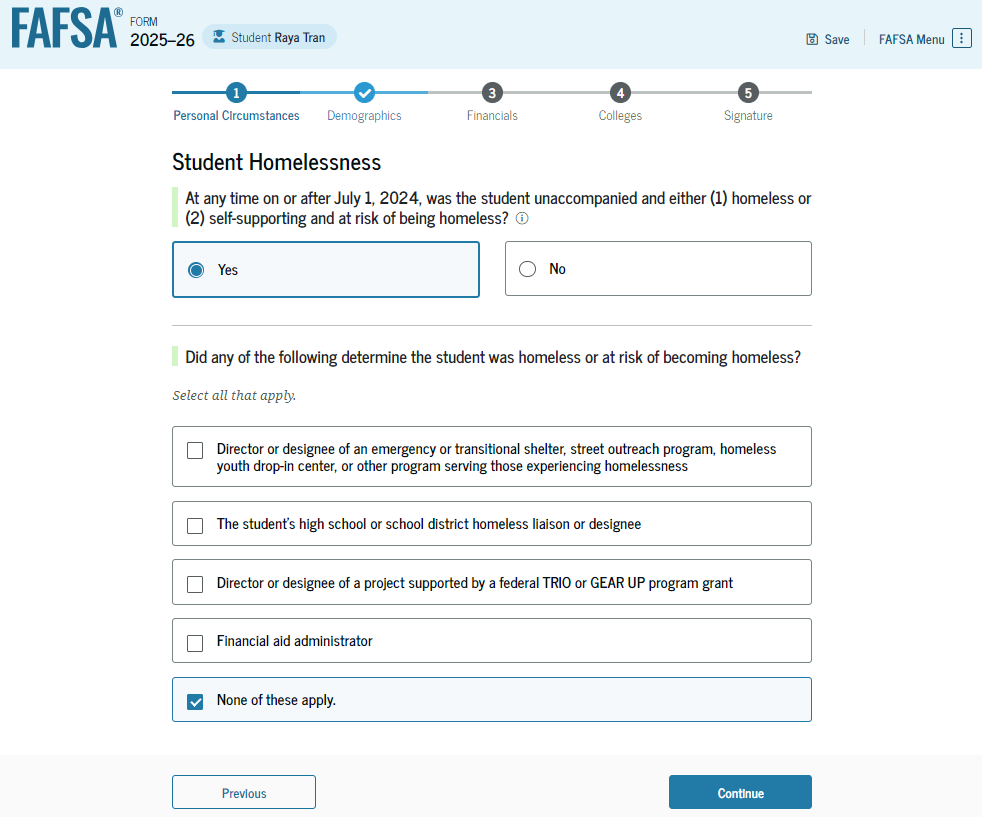 FAFSA®
FORM
2025–26
Student Raya Tran
Save
FAFSA Menu
1
3
4
5
Personal Circumstances
Demographics
Financials
Colleges
Signature
Student Homelessness
At any time on or after July 1, 2024, was the student unaccompanied and either (1) homeless or
(2) self-supporting and at risk of being homeless?
Yes
No
Did any of the following determine the student was homeless or at risk of becoming homeless?
Select all that apply.
Director or designee of an emergency or transitional shelter, street outreach program, homeless
youth drop-in center, or other program serving those experiencing homelessness
The student's high school or school district homeless liaison or designee
Director or designee of a project supported by a federal TRIO or GEAR UP program grant
Financial aid administrator
None of these apply.
Previous
Continue